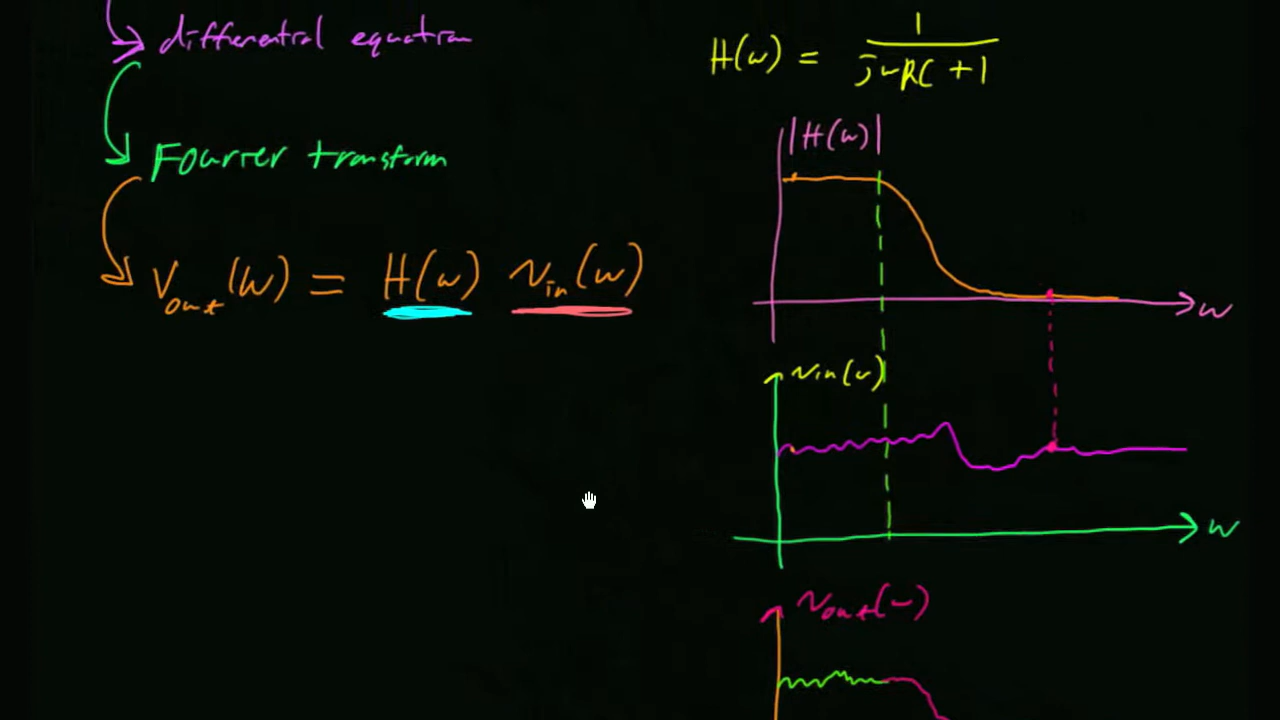 differential equation
Fourier transform
Vout(w) = H(w) Vin(w)
H(w) = 1 / jwRC + 1
|H(w)|
w
Vin(w)
w
Vout(w)